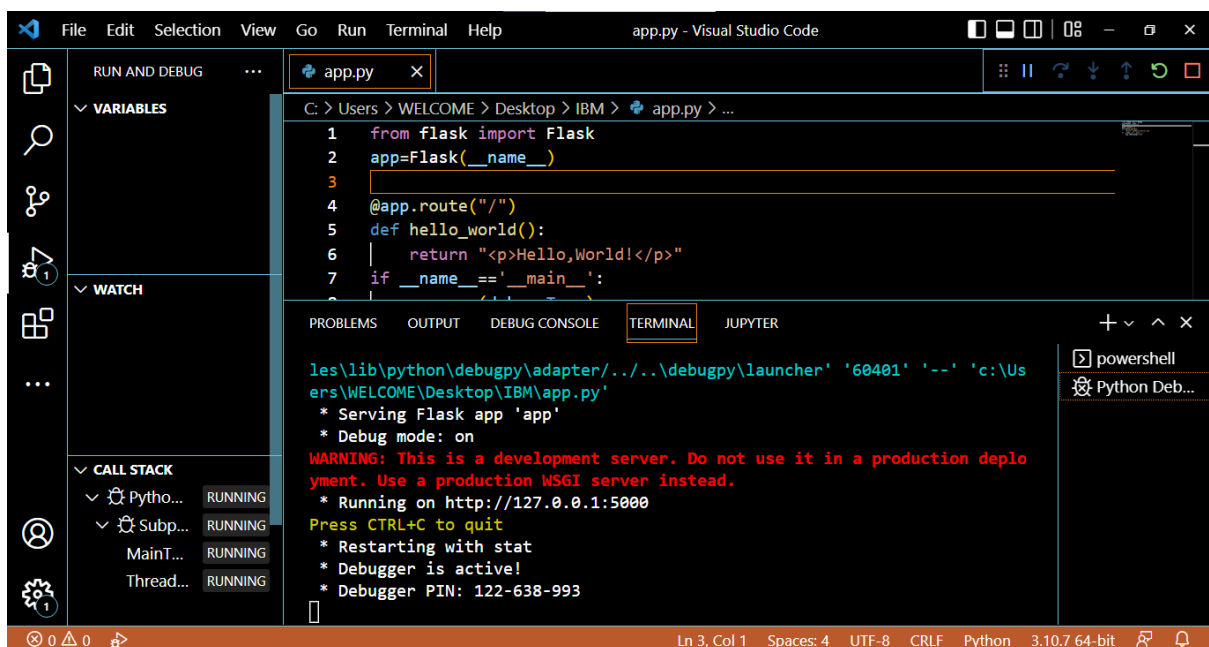 File Edit Selection View Go Run Terminal Help app.py - Visual Studio Code
RUN AND DEBUG ...
app.py
VARIABLES
C: > Users > WELCOME > Desktop > IBM > app.py > ...
1 from flask import Flask
2 app=Flask(__name__)
3
4 @app.route("/")
5 def hello_world():
6 return "<p>Hello,World!</p>"
7 if __name__=='__main__':
WATCH
PROBLEMS OUTPUT DEBUG CONSOLE TERMINAL JUPYTER
powershell
Python Deb...
les\lib\python\debugpy\adapter/../..\debugpy\launcher' '60401' '--' 'c:\Us
ers\WELCOME\Desktop\IBM\app.py'
* Serving Flask app 'app'
* Debug mode: on
WARNING: This is a development server. Do not use it in a production deplo
yment. Use a production WSGI server instead.
* Running on http://127.0.0.1:5000
Press CTRL+C to quit
* Restarting with stat
* Debugger is active!
* Debugger PIN: 122-638-993
CALL STACK
Pytho... RUNNING
Subp... RUNNING
MainT... RUNNING
Thread... RUNNING
1
1
0 0 Ln 3, Col 1 Spaces: 4 UTF-8 CRLF Python 3.10.7 64-bit